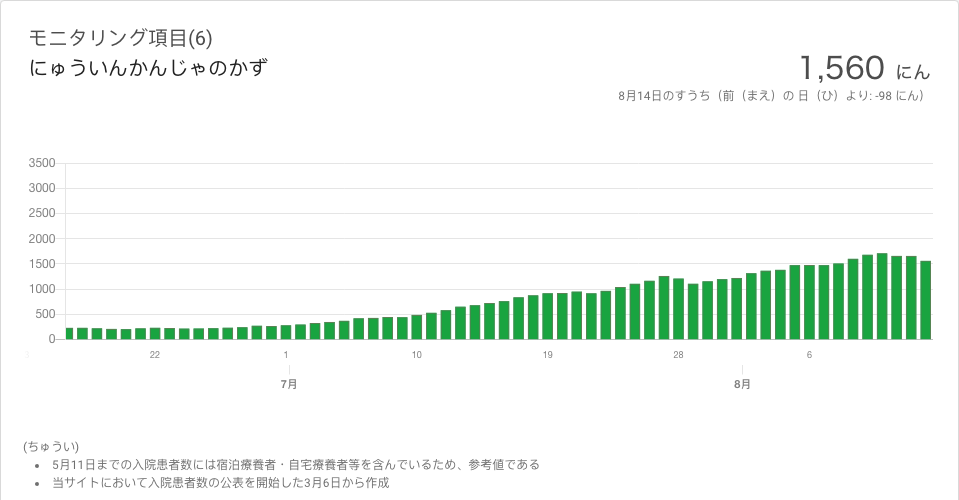 モニタリング項目(6)
にゅういんかんじゃのかず
1,560 にん
8月14日のすうち（前（まえ）の 日（ひ）より: -98 にん）
3500
3000
2500
2000
1500
1000
500
0
22 1 10 19 28 6
7月 8月
(ちゅうい)
• 5月11日までの入院患者数には宿泊療養者・自宅療養者等を含んでいるため、参考値である
• 当サイトにおいて入院患者数の公表を開始した3月6日から作成